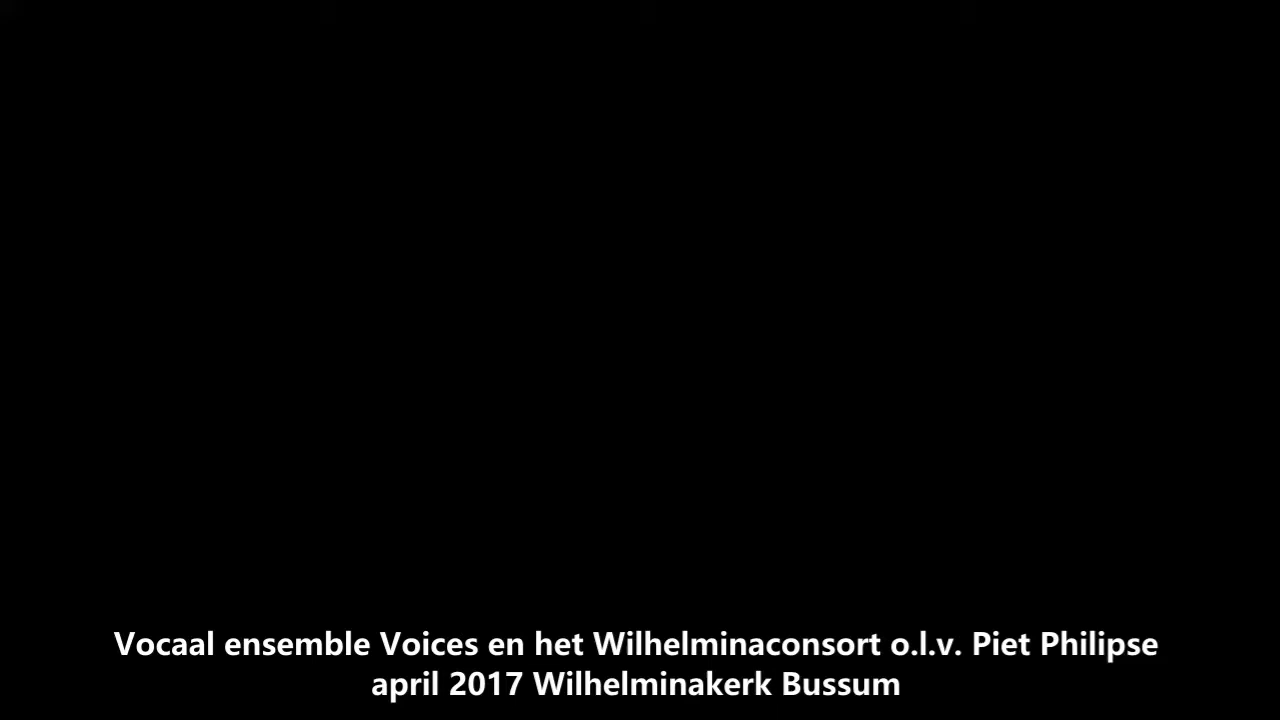 Vocaal ensemble Voices en het Wilhelminaconsort o.l.v. Piet Philipse
april 2017 Wilhelminakerk Bussum